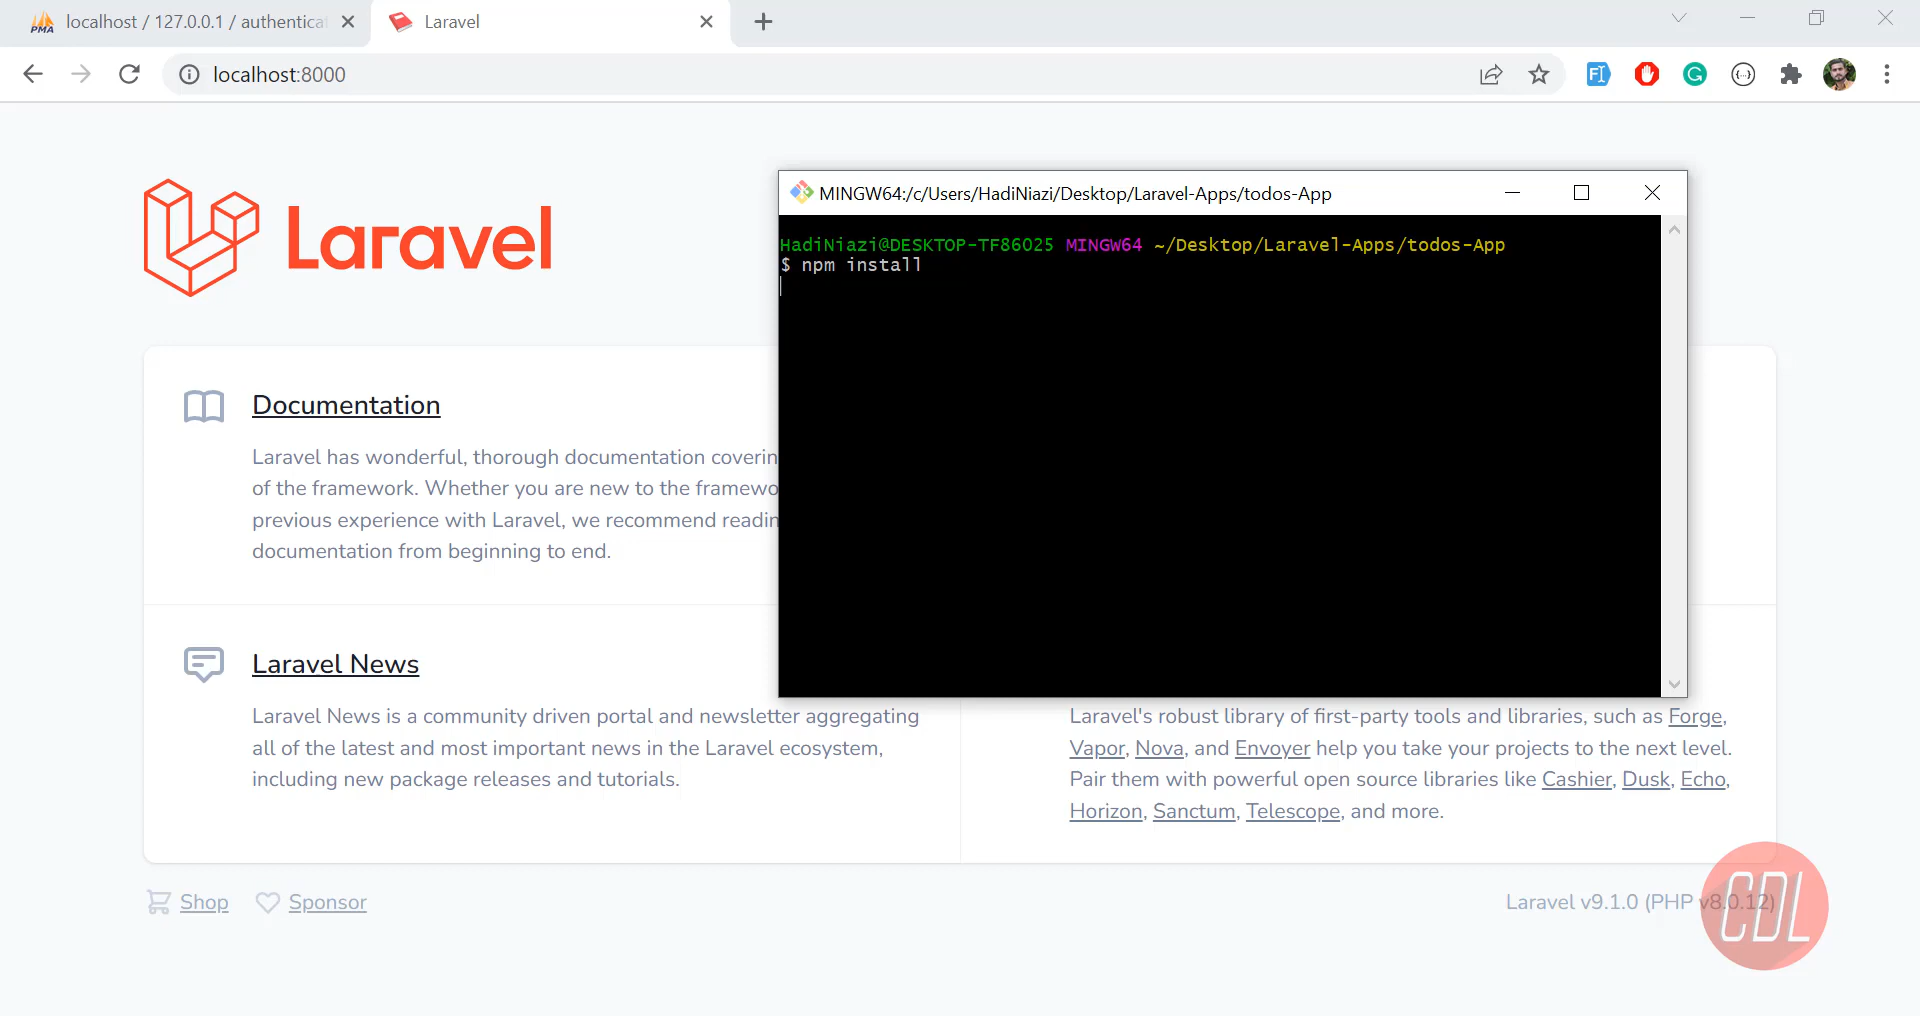 PMA localhost / 127.0.0.1 / authentica
Laravel
localhost:8000
Laravel
MINGW64:/c/Users/HadiNiazi/Desktop/Laravel-Apps/todos-App
HadiNiazi@DESKTOP-TF86O25 MINGW64 ~/Desktop/Laravel-Apps/todos-App
$ npm install
Documentation
Laravel has wonderful, thorough documentation coverin
of the framework. Whether you are new to the framewo
previous experience with Laravel, we recommend readin
documentation from beginning to end.
Laravel News
Laravel News is a community driven portal and newsletter aggregating
all of the latest and most important news in the Laravel ecosystem,
including new package releases and tutorials.
Laravel's robust library of first-party tools and libraries, such as Forge,
Vapor, Nova, and Envoyer help you take your projects to the next level.
Pair them with powerful open source libraries like Cashier, Dusk, Echo,
Horizon, Sanctum, Telescope, and more.
Shop
Sponsor
Laravel v9.1.0 (PHP v8.0.12)
CDL